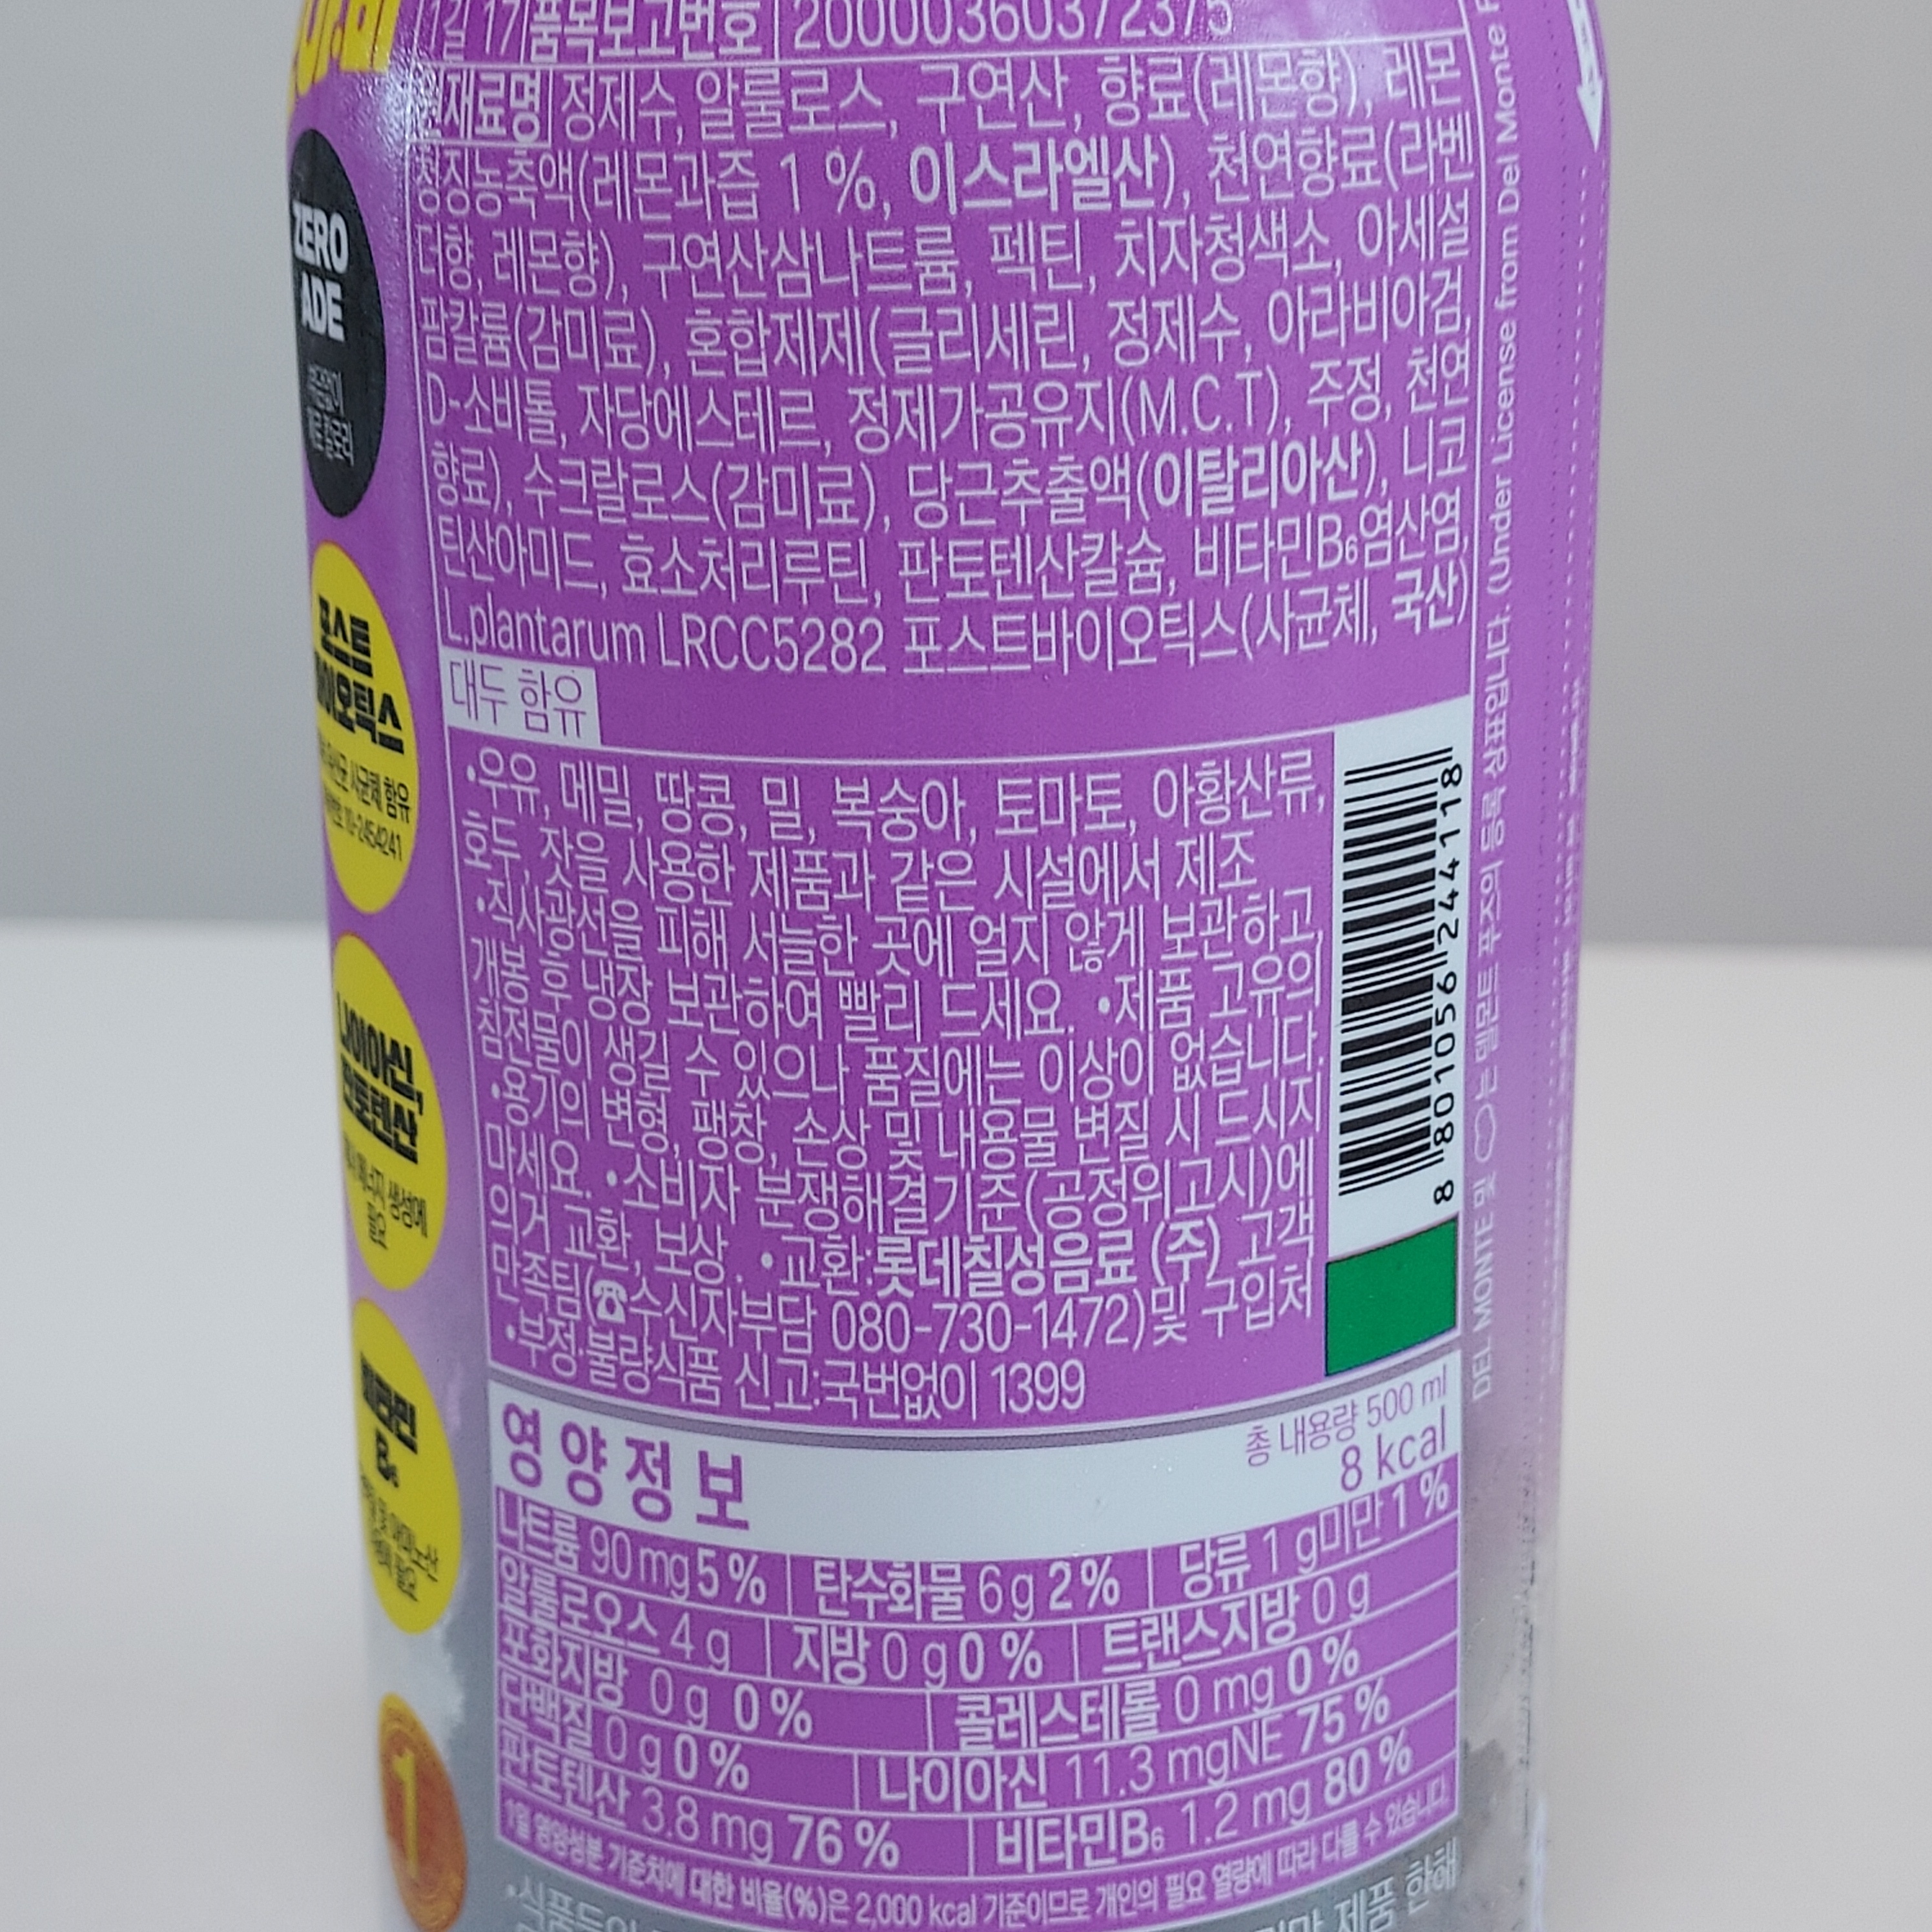 1길 17 품목보고번호 20000360372375
원재료명 정제수, 알룰로스, 구연산, 향료(레몬향), 레몬
청징농축액(레몬과즙 1 %, 이스라엘산), 천연향료(라벤
더향, 레몬향), 구연산삼나트륨, 펙틴, 치자청색소, 아세설
팜칼륨(감미료), 혼합제제(글리세린, 정제수, 아라비아검,
D-소비톨, 자당에스테르, 정제가공유지(M.C.T), 주정, 천연
향료), 수크랄로스(감미료), 당근추출액(이탈리아산), 니코
틴산아미드, 효소처리루틴, 판토텐산칼슘, 비타민B₆염산염,
L.plantarum LRCC5282 포스트바이오틱스(사균체, 국산)
대두 함유
•우유, 메밀, 땅콩, 밀, 복숭아, 토마토, 아황산류,
호두, 잣을 사용한 제품과 같은 시설에서 제조
•직사광선을 피해 서늘한 곳에 얼지 않게 보관하고,
개봉 후 냉장 보관하여 빨리 드세요. •제품 고유의
침전물이 생길 수 있으나 품질에는 이상이 없습니다.
•용기의 변형, 팽창, 손상 및 내용물 변질 시 드시지
마세요. •소비자 분쟁해결기준(공정위고시)에
의거 교환, 보상. •교환:롯데칠성음료 (주) 고객
만족팀(☎수신자부담 080-730-1472)및 구입처
•부정·불량식품 신고:국번없이 1399
8 801056 244118
영양정보
총 내용량 500 ml
8 kcal
나트륨 90 mg 5 % 탄수화물 6 g 2 % 당류 1 g미만 1 %
알룰로오스 4 g 지방 0 g 0 % 트랜스지방 0 g
포화지방 0 g 0 % 콜레스테롤 0 mg 0 %
단백질 0 g 0 % 나이아신 11.3 mgNE 75 %
판토텐산 3.8 mg 76 % 비타민B₆ 1.2 mg 80 %
1일 영양성분 기준치에 대한 비율(%)은 2,000 kcal 기준이므로 개인의 필요 열량에 따라 다를 수 있습니다.
제품 한해
ZERO
ADE
포스트
바이오틱스
사균체 함유
10-2454241
나이아신,
판토텐산
에너지 생성에
필요
비타민
B₆
필요
1
DEL MONTE 및 는 델몬트 푸즈의 등록 상표입니다. (Under License from Del Monte